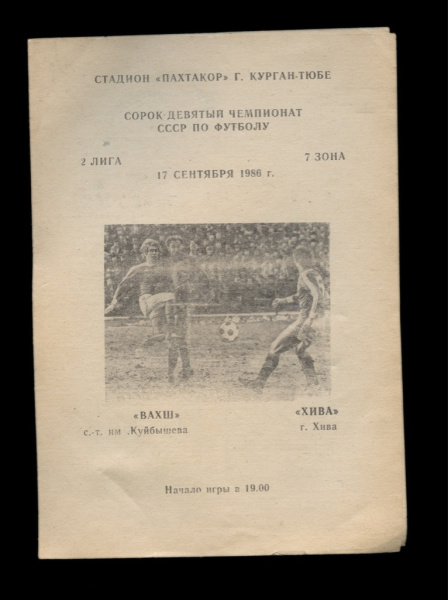 СТАДИОН «ПАХТАКОР» Г. КУРГАН-ТЮБЕ
СОРОК ДЕВЯТЫЙ ЧЕМПИОНАТ
СССР ПО ФУТБОЛУ
2 ЛИГА 7 ЗОНА
17 СЕНТЯБРЯ 1986 г.
«ВАХШ» «ХИВА»
с.-т. им .Куйбышева г. Хива
Начало игры в 19.00